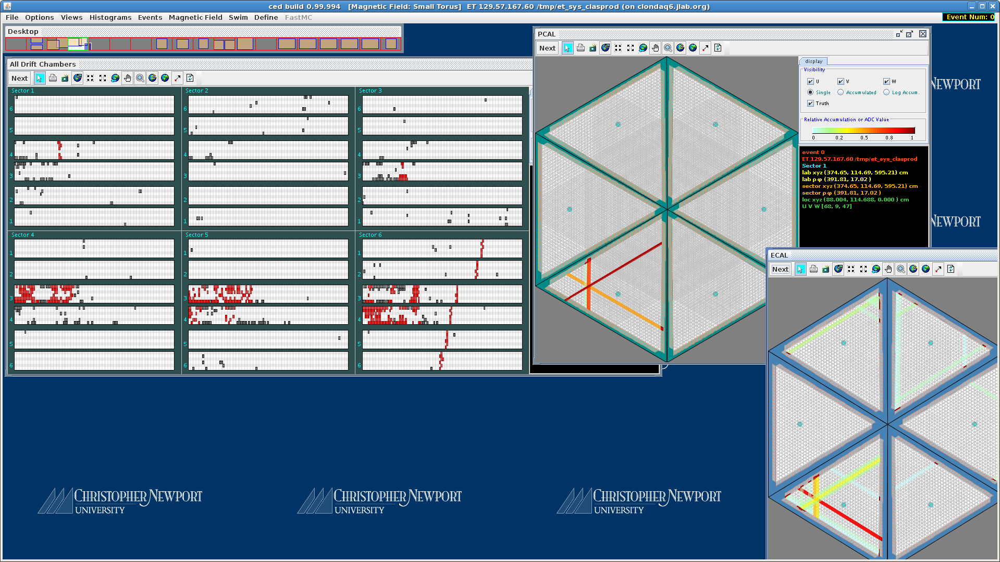 ced build 0.99.994 [Magnetic Field: Small Torus] ET 129.57.167.60 /tmp/et_sys_clasprod (on clondaq6.jlab.org)
File Options Views Histograms Events Magnetic Field Swim Define FastMC
Event Num: 0
Desktop
All Drift Chambers
Next
Sector 1
6
5
4
3
2
1
Sector 2
6
5
4
3
2
1
Sector 3
6
5
4
3
2
1
Sector 4
1
2
3
4
5
6
Sector 5
1
2
3
4
5
6
Sector 6
1
2
3
4
5
6
PCAL
Next
display
Visibility
U V W
Single Accumulated Log Accum.
Truth
Relative Accumulation or ADC Value
0 0.2 0.5 0.8 1
event 0
ET 129.57.167.60 /tmp/et_sys_clasprod
Sector 1
lab xyz (374.65, 114.69, 595.21) cm
lab ρ φ (391.81, 17.02 )
sector xyz (374.65, 114.69, 595.21) cm
sector ρ φ (391.81, 17.02 )
loc xyz (88.004, 114.688, 0.000 ) cm
U V W [68, 9, 47]
ECAL
Next
NEWPORT
NEWPORT
CHRISTOPHER NEWPORT
UNIVERSITY
CHRISTOPHER NEWPORT
UNIVERSITY
CHRISTOPHER NEWPORT
UNIVERSITY